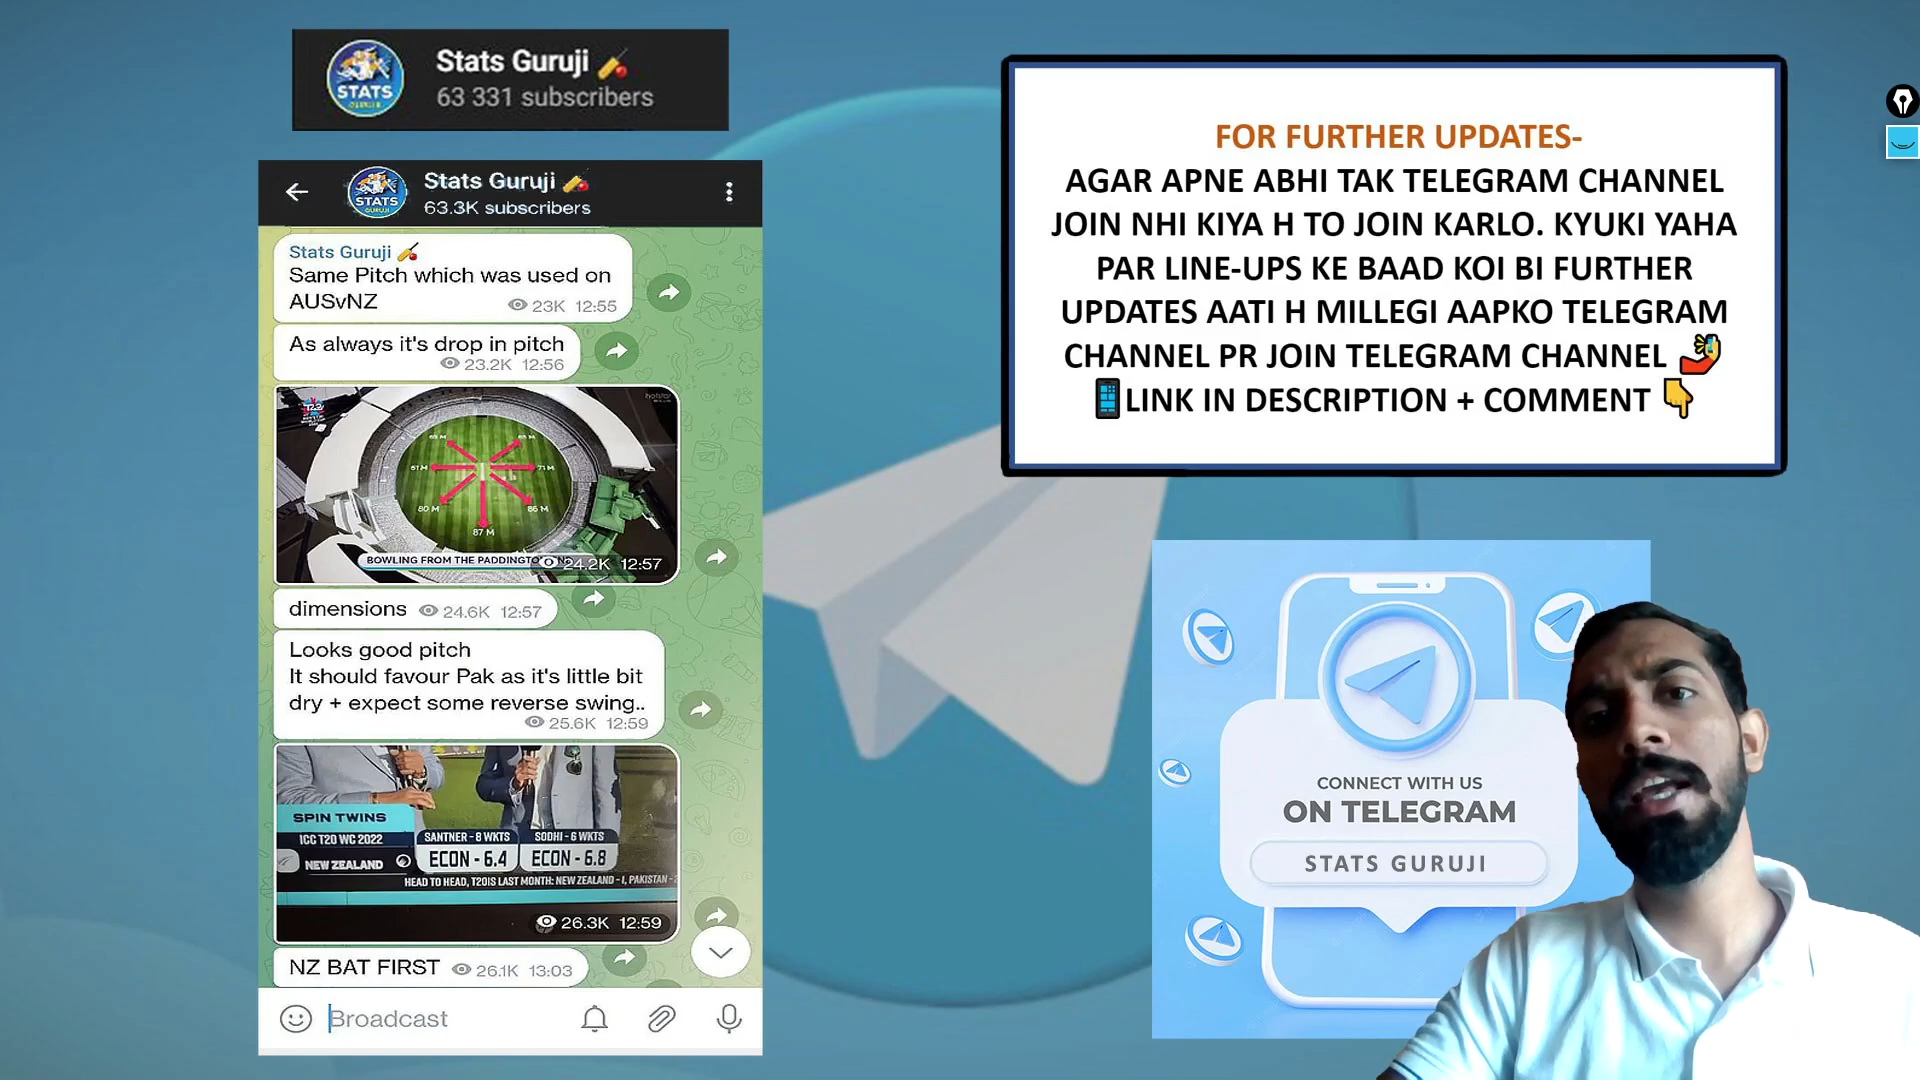 Stats Guruji
63 331 subscribers
STATS
Stats Guruji
63.3K subscribers
STATS
GURUJI
Stats Guruji
Same Pitch which was used on
AUSvNZ
23K 12:55
As always it's drop in pitch
23.2K 12:56
hotstar
87 M
80 M
86 M
71 M
BOWLING FROM THE PADDINGTO
24.2K 12:57
dimensions 24.6K 12:57
Looks good pitch
It should favour Pak as it's little bit
dry + expect some reverse swing..
25.6K 12:59
SPIN TWINS
ICC T20 WC 2022
NEW ZEALAND
SANTNER - 8 WKTS
ECON - 6.4
SODHI - 6 WKTS
ECON - 6.8
HEAD TO HEAD, T20IS LAST MONTH: NEW ZEALAND - 1, PAKISTAN -
26.3K 12:59
NZ BAT FIRST 26.1K 13:03
Broadcast
FOR FURTHER UPDATES-
AGAR APNE ABHI TAK TELEGRAM CHANNEL
JOIN NHI KIYA H TO JOIN KARLO. KYUKI YAHA
PAR LINE-UPS KE BAAD KOI BI FURTHER
UPDATES AATI H MILLEGI AAPKO TELEGRAM
CHANNEL PR JOIN TELEGRAM CHANNEL
LINK IN DESCRIPTION + COMMENT
CONNECT WITH US
ON TELEGRAM
STATS GURUJI